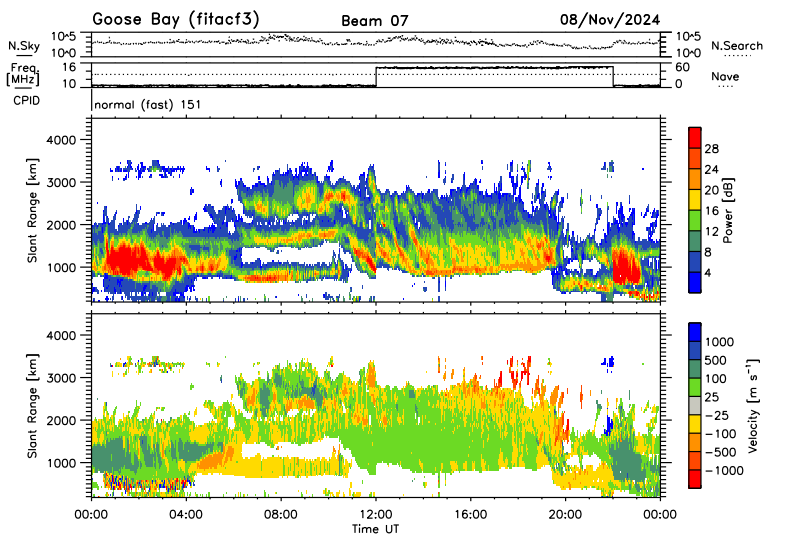 Goose Bay (fitacf3) Beam 07 08/Nov/2024
N.Sky 10^5 10^0 10^5 10^0 N.Search
Freq. [MHz] 16 10 60 0 Nave
CPID normal (fast) 151
4000
3000
2000
1000
Slant Range [km]
28
24
20
16
12
8
4
Power [dB]
4000
3000
2000
1000
Slant Range [km]
1000
500
100
25
−25
−100
−500
−1000
Velocity [m s⁻¹]
00:00 04:00 08:00 12:00 16:00 20:00 00:00
Time UT